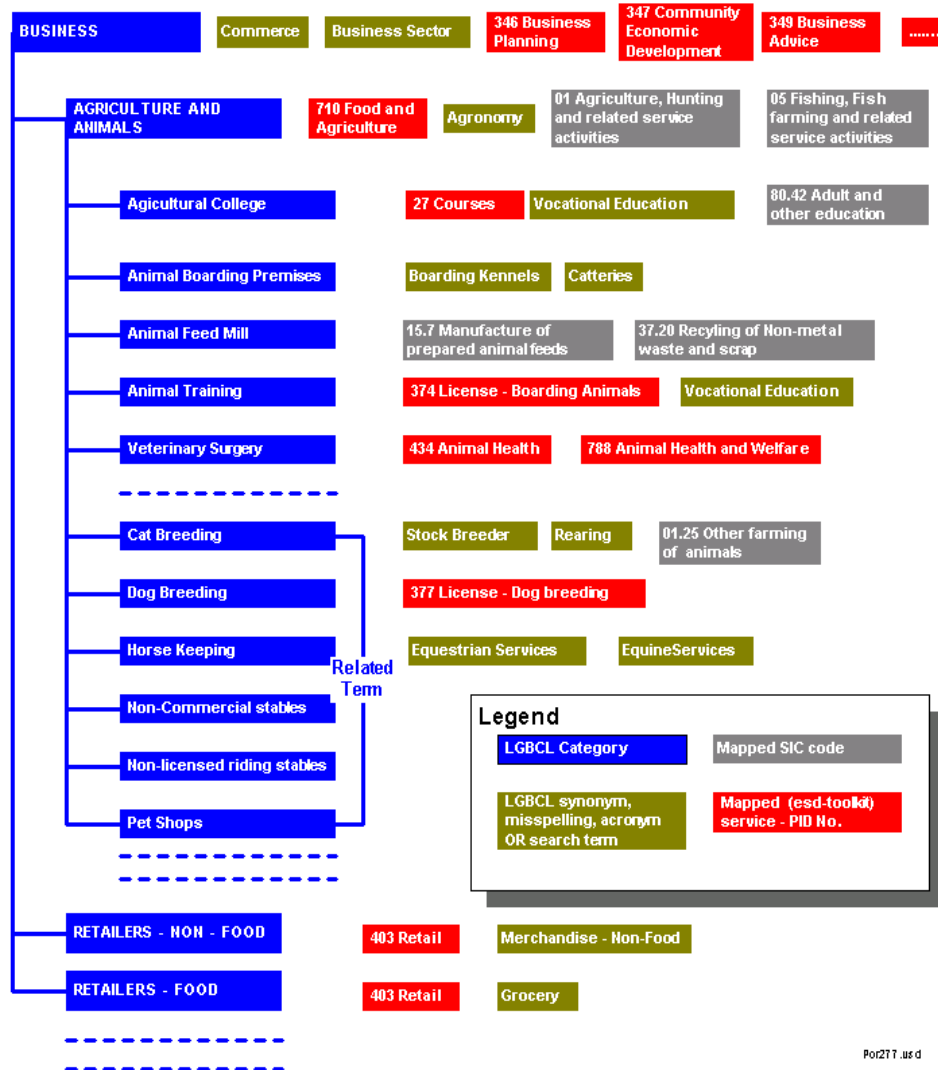 BUSINESS
Commerce
Business Sector
346 Business
Planning
347 Community
Economic
Development
349 Business
Advice
.......
AGRICULTURE AND
ANIMALS
710 Food and
Agriculture
Agronomy
01 Agriculture, Hunting
and related service
activities
05 Fishing, Fish
farming and related
service activities
Agicultural College
27 Courses
Vocational Education
80.42 Adult and
other education
Animal Boarding Premises
Boarding Kennels
Catteries
Animal Feed Mill
15.7 Manufacture of
prepared animal feeds
37.20 Recyling of Non-metal
waste and scrap
Animal Training
374 License - Boarding Animals
Vocational Education
Veterinary Surgery
434 Animal Health
788 Animal Health and Welfare
Cat Breeding
Stock Breeder
Rearing
01.25 Other farming
of animals
Dog Breeding
377 License - Dog breeding
Horse Keeping
Equestrian Services
EquineServices
Related
Term
Non-Commercial stables
Non-licensed riding stables
Pet Shops
Legend
LGBCL Category
Mapped SIC code
LGBCL synonym,
misspelling, acronym
OR search term
Mapped (esd-toolkit)
service - PID No.
RETAILERS - NON - FOOD
403 Retail
Merchandise - Non-Food
RETAILERS - FOOD
403 Retail
Grocery
Por277.usd